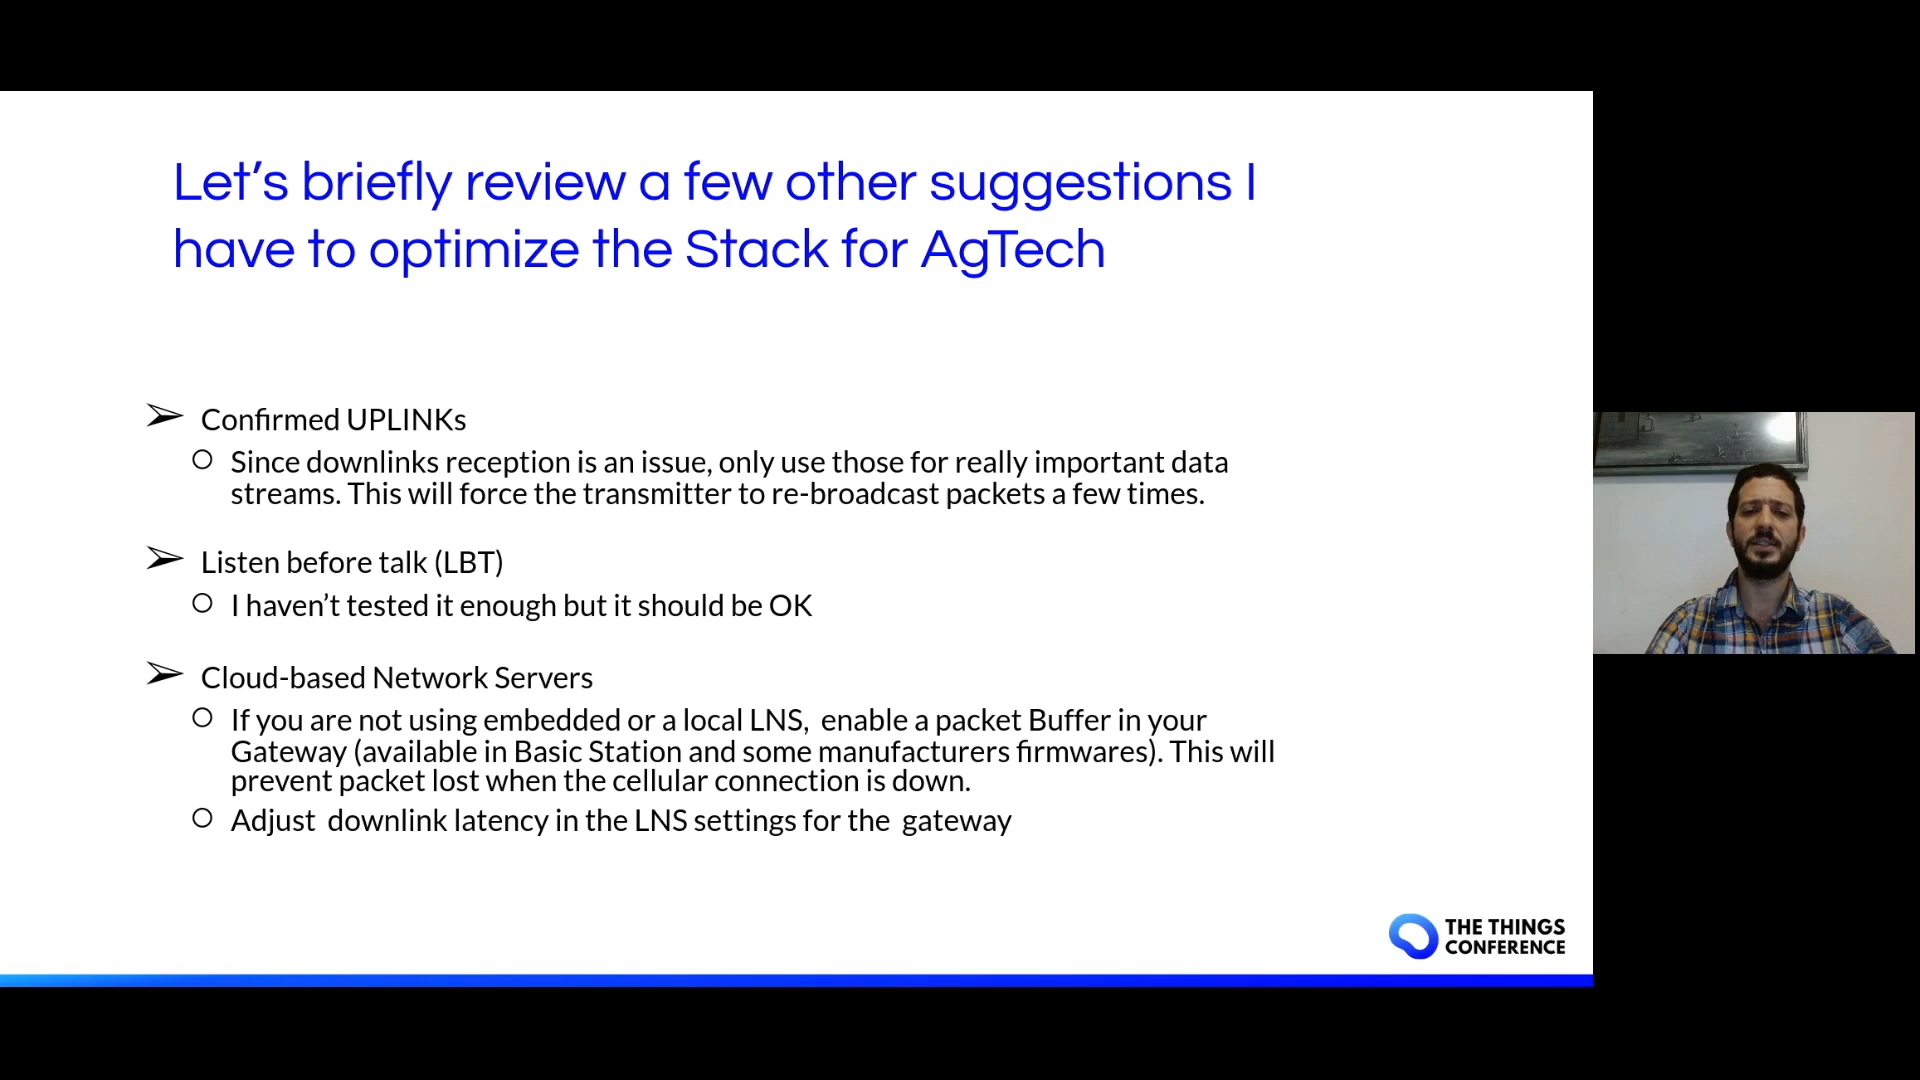 Let’s briefly review a few other suggestions I
have to optimize the Stack for AgTech
➢ Confirmed UPLINKs
○ Since downlinks reception is an issue, only use those for really important data
streams. This will force the transmitter to re-broadcast packets a few times.
➢ Listen before talk (LBT)
○ I haven’t tested it enough but it should be OK
➢ Cloud-based Network Servers
○ If you are not using embedded or a local LNS, enable a packet Buffer in your
Gateway (available in Basic Station and some manufacturers firmwares). This will
prevent packet lost when the cellular connection is down.
○ Adjust downlink latency in the LNS settings for the gateway
THE THINGS
CONFERENCE